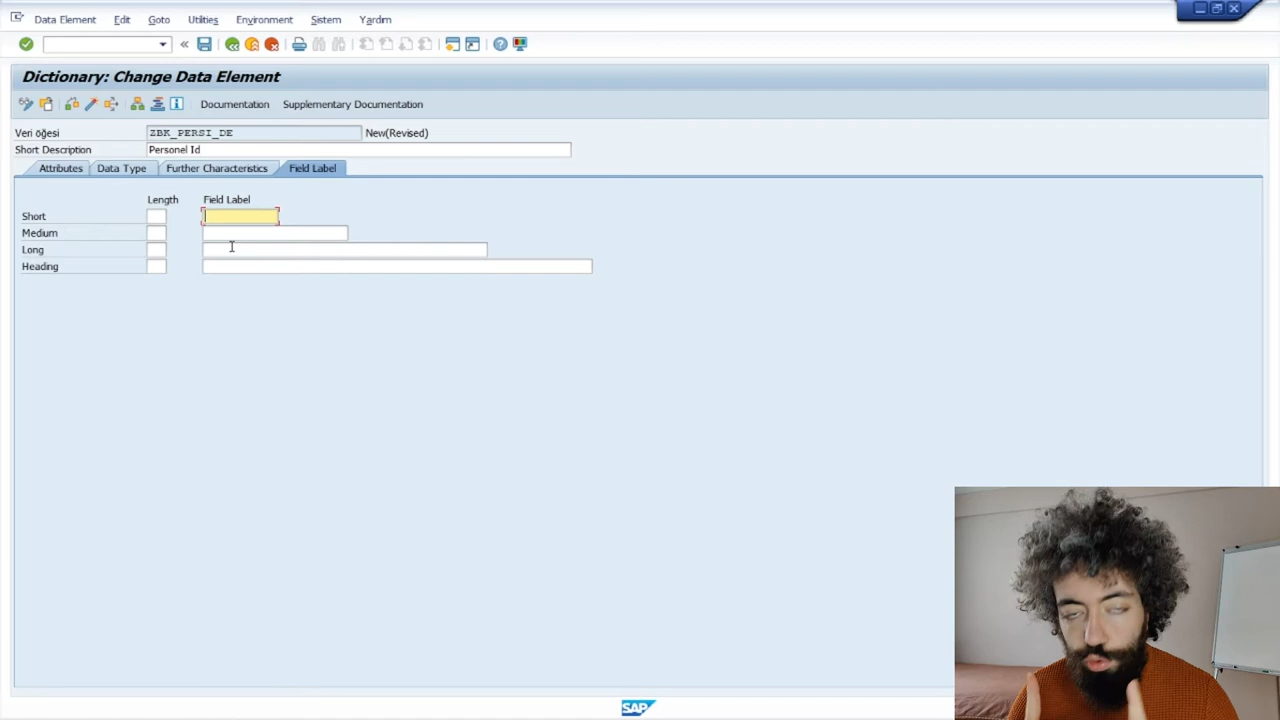 Data Element Edit Goto Utilities Environment Sistem Yardım
Dictionary: Change Data Element
Documentation Supplementary Documentation
Veri öğesi ZBK_PERSI_DE New(Revised)
Short Description Personel Id
Attributes Data Type Further Characteristics Field Label
Length Field Label
Short
Medium
Long
Heading
SAP